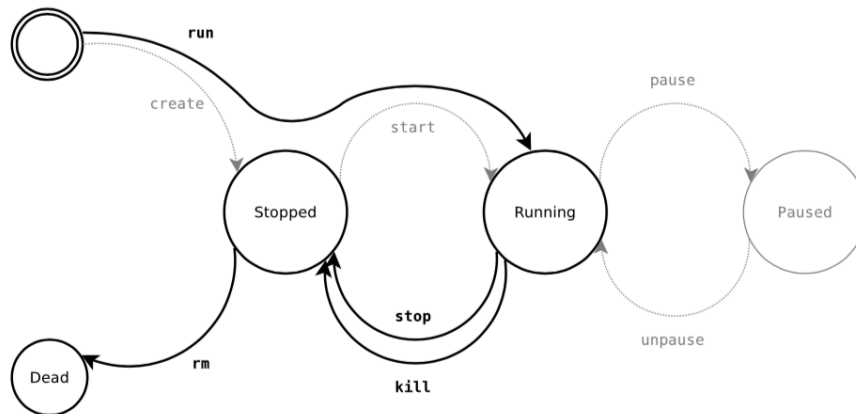 run
create
start
pause
Stopped
Running
Paused
stop
unpause
rm
Dead
kill